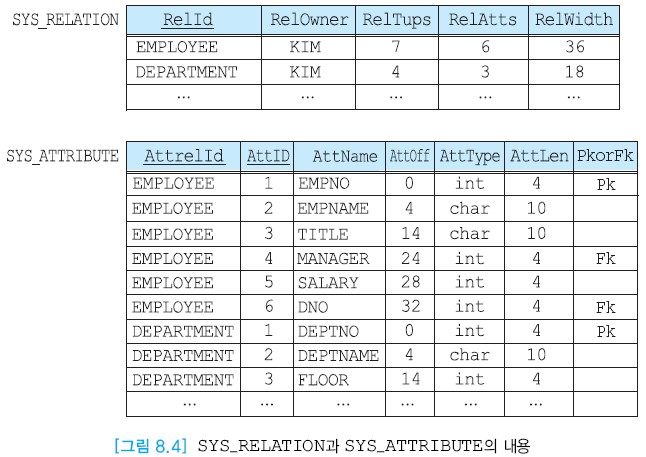 SYS_RELATION RelId RelOwner RelTups RelAtts RelWidth
EMPLOYEE KIM 7 6 36
DEPARTMENT KIM 4 3 18
… … … … …
SYS_ATTRIBUTE AttrelId AttID AttName AttOff AttType AttLen PkorFk
EMPLOYEE 1 EMPNO 0 int 4 Pk
EMPLOYEE 2 EMPNAME 4 char 10
EMPLOYEE 3 TITLE 14 char 10
EMPLOYEE 4 MANAGER 24 int 4 Fk
EMPLOYEE 5 SALARY 28 int 4
EMPLOYEE 6 DNO 32 int 4 Fk
DEPARTMENT 1 DEPTNO 0 int 4 Pk
DEPARTMENT 2 DEPTNAME 4 char 10
DEPARTMENT 3 FLOOR 14 int 4
… … … … … …
[그림 8.4] SYS_RELATION과 SYS_ATTRIBUTE의 내용